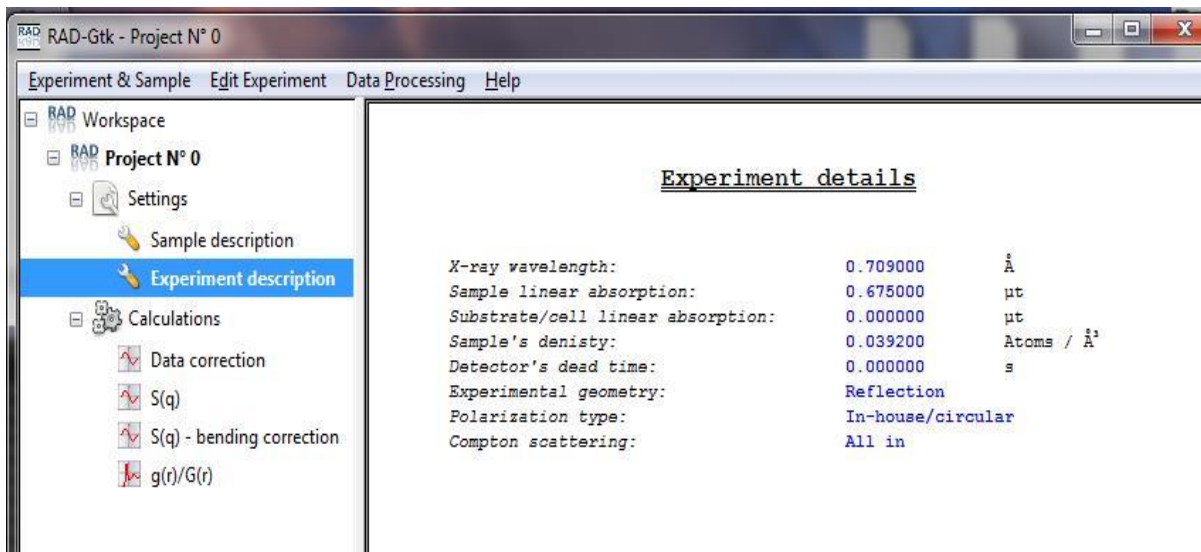 RAD RAD-Gtk - Project N° 0
Experiment & Sample Edit Experiment Data Processing Help
RAD Workspace
RAD Project N° 0
Settings
Sample description
Experiment description
Calculations
Data correction
S(q)
S(q) - bending correction
g(r)/G(r)
Experiment details
X-ray wavelength: 0.709000 Å
Sample linear absorption: 0.675000 µt
Substrate/cell linear absorption: 0.000000 µt
Sample's denisty: 0.039200 Atoms / Å³
Detector's dead time: 0.000000 s
Experimental geometry: Reflection
Polarization type: In-house/circular
Compton scattering: All in